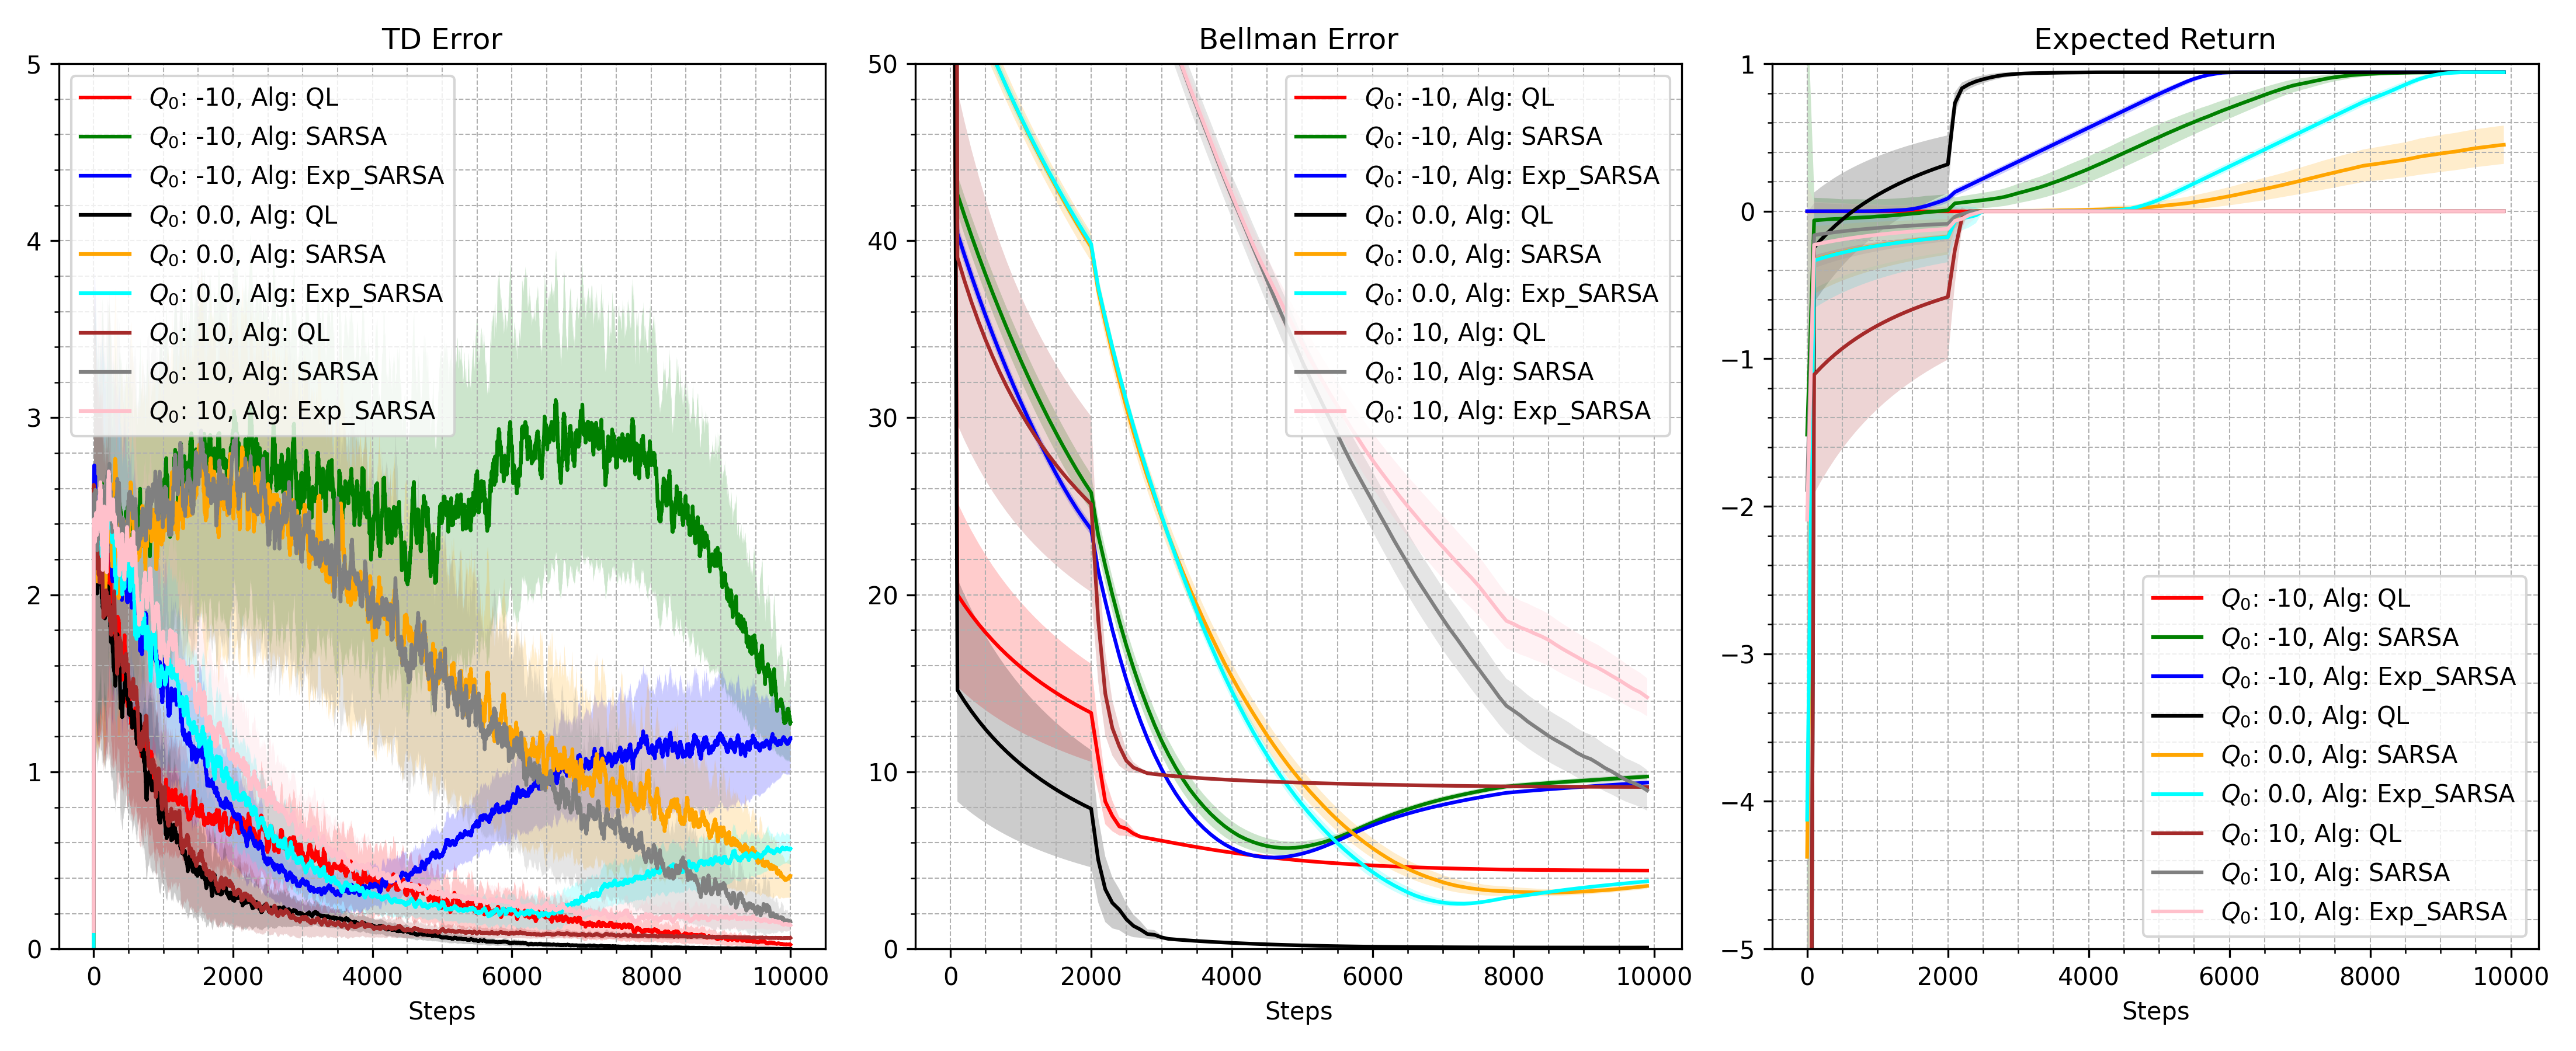 TD Error
5
4
3
2
1
0
0
2000
4000
6000
8000
10000
Steps
Q₀: -10, Alg: QL
Q₀: -10, Alg: SARSA
Q₀: -10, Alg: Exp_SARSA
Q₀: 0.0, Alg: QL
Q₀: 0.0, Alg: SARSA
Q₀: 0.0, Alg: Exp_SARSA
Q₀: 10, Alg: QL
Q₀: 10, Alg: SARSA
Q₀: 10, Alg: Exp_SARSA
Bellman Error
50
40
30
20
10
0
0
2000
4000
6000
8000
10000
Steps
Q₀: -10, Alg: QL
Q₀: -10, Alg: SARSA
Q₀: -10, Alg: Exp_SARSA
Q₀: 0.0, Alg: QL
Q₀: 0.0, Alg: SARSA
Q₀: 0.0, Alg: Exp_SARSA
Q₀: 10, Alg: QL
Q₀: 10, Alg: SARSA
Q₀: 10, Alg: Exp_SARSA
Expected Return
1
0
−1
−2
−3
−4
−5
0
2000
4000
6000
8000
10000
Steps
Q₀: -10, Alg: QL
Q₀: -10, Alg: SARSA
Q₀: -10, Alg: Exp_SARSA
Q₀: 0.0, Alg: QL
Q₀: 0.0, Alg: SARSA
Q₀: 0.0, Alg: Exp_SARSA
Q₀: 10, Alg: QL
Q₀: 10, Alg: SARSA
Q₀: 10, Alg: Exp_SARSA